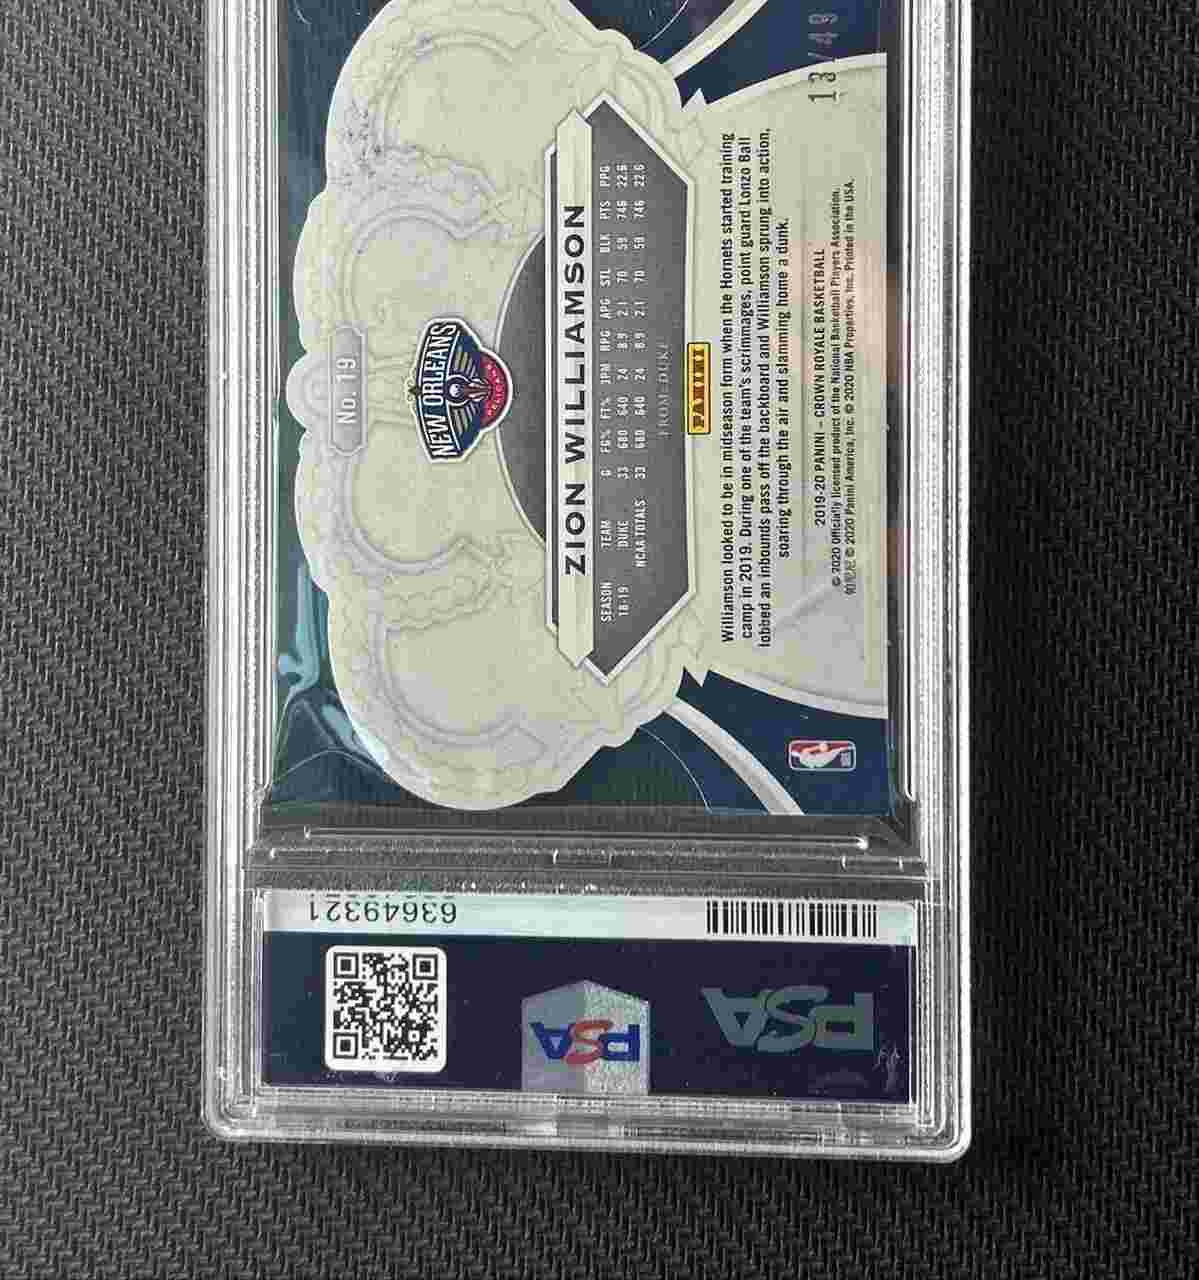 13/49
No. 19
NEW ORLEANS
PELICANS
ZION WILLIAMSON
SEASON TEAM G FG% FT% 3PM RPG APG STL BLK PTS PPG
18-19 DUKE 33 680 640 24 8.9 2.1 70 59 746 22.6
NCAA TOTALS 33 680 640 24 8.9 2.1 70 59 746 22.6
FROM DUKE
PANINI
Williamson looked to be in midseason form when the Hornets started training
camp in 2019. During one of the team's scrimmages, point guard Lonzo Ball
lobbed an inbounds pass off the backboard and Williamson sprung into action,
soaring through the air and slamming home a dunk.
2019-20 PANINI – CROWN ROYALE BASKETBALL
© 2020 Officially licensed product of the National Basketball Players Association.
帕尼尼 © 2020 Panini America, Inc. © 2020 NBA Properties, Inc. Printed in the USA.
63649321
PSA
PSA